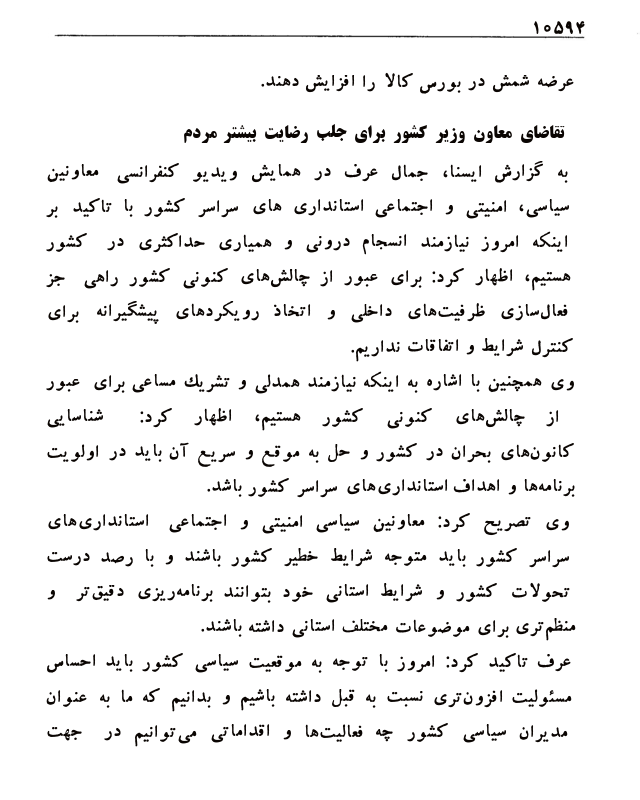 ۱۰۵۹۴
عرضه شمش در بورس کالا را افزایش دهند.
تقاضای معاون وزیر کشور برای جلب رضایت بیشتر مردم
به گزارش ایسنا، جمال عرف در همایش ویدیو کنفرانسی معاونین
سیاسی، امنیتی و اجتماعی استانداری های سراسر کشور با تاکید بر
اینکه امروز نیازمند انسجام درونی و همیاری حداکثری در کشور
هستیم، اظهار کرد: برای عبور از چالش‌های کنونی کشور راهی جز
فعال‌سازی ظرفیت‌های داخلی و اتخاذ رویکردهای پیشگیرانه برای
کنترل شرایط و اتفاقات نداریم.
وی همچنین با اشاره به اینکه نیازمند همدلی و تشریك مساعی برای عبور
از چالش‌های کنونی کشور هستیم، اظهار کرد: شناسایی
کانون‌های بحران در کشور و حل به موقع و سریع آن باید در اولویت
برنامه‌ها و اهداف استانداری‌های سراسر کشور باشد.
وی تصریح کرد: معاونین سیاسی امنیتی و اجتماعی استانداری‌های
سراسر کشور باید متوجه شرایط خطیر کشور باشند و با رصد درست
تحولات کشور و شرایط استانی خود بتوانند برنامه‌ریزی دقیق‌تر و
منظم‌تری برای موضوعات مختلف استانی داشته باشند.
عرف تاکید کرد: امروز با توجه به موقعیت سیاسی کشور باید احساس
مسئولیت افزون‌تری نسبت به قبل داشته باشیم و بدانیم که ما به عنوان
مدیران سیاسی کشور چه فعالیت‌ها و اقداماتی می‌توانیم در جهت